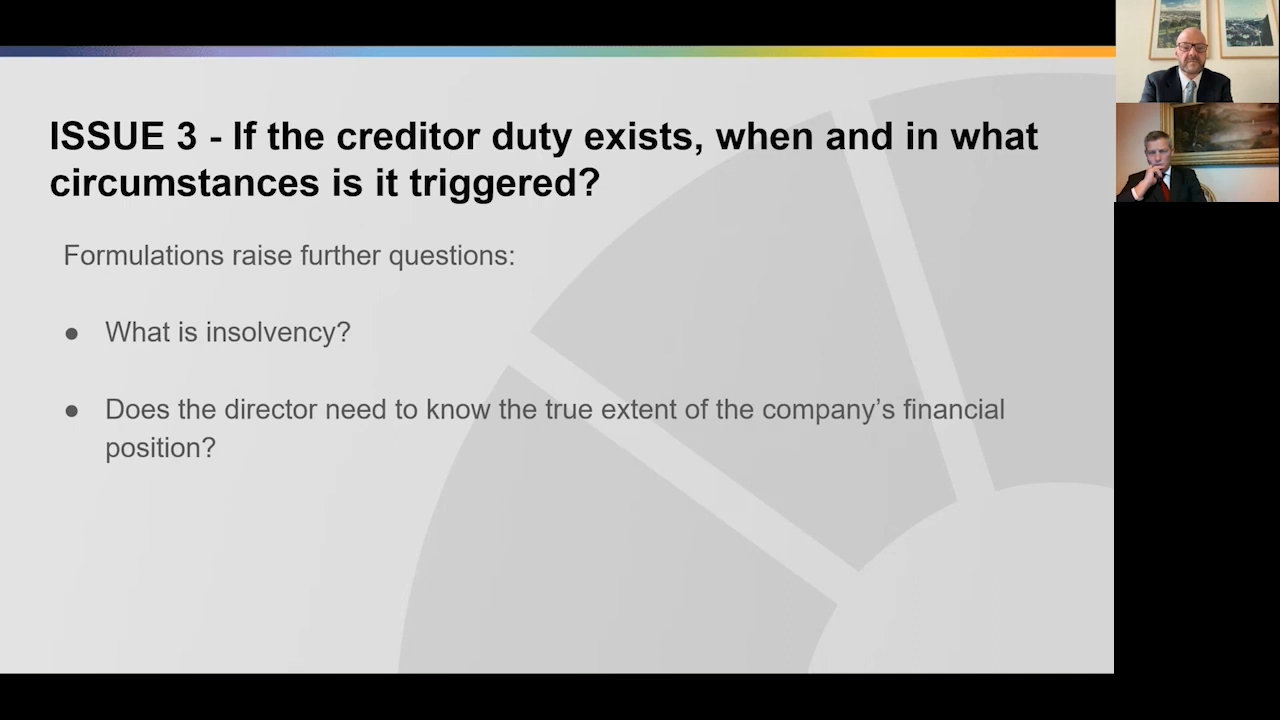 ISSUE 3 - If the creditor duty exists, when and in what
circumstances is it triggered?
Formulations raise further questions:
● What is insolvency?
● Does the director need to know the true extent of the company’s financial
position?